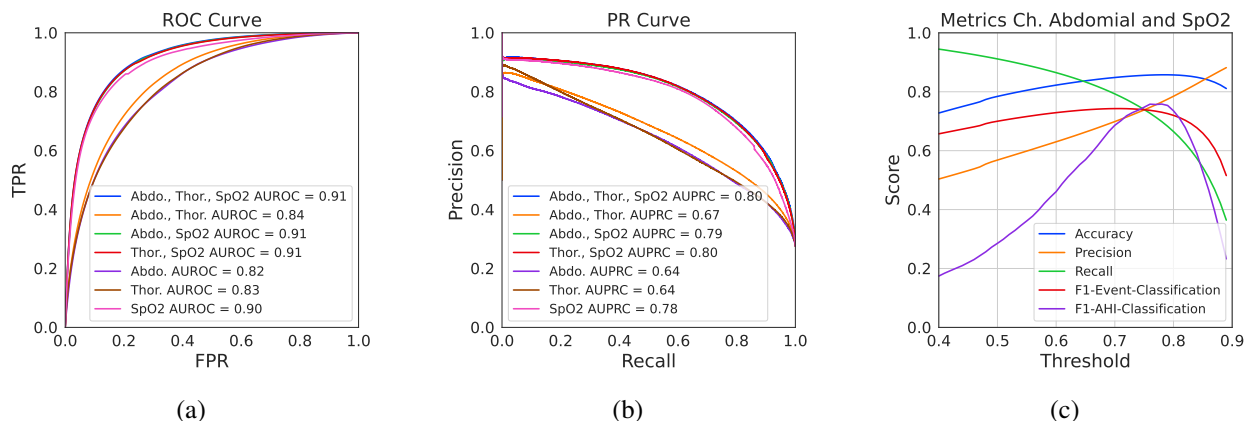 ROC Curve
TPR
1.0
0.8
0.6
0.4
0.2
0.0
Abdo., Thor., SpO2 AUROC = 0.91
Abdo., Thor. AUROC = 0.84
Abdo., SpO2 AUROC = 0.91
Thor., SpO2 AUROC = 0.91
Abdo. AUROC = 0.82
Thor. AUROC = 0.83
SpO2 AUROC = 0.90
0.0 0.2 0.4 0.6 0.8 1.0
FPR
(a)
PR Curve
Precision
1.0
0.8
0.6
0.4
0.2
0.0
Abdo., Thor., SpO2 AUPRC = 0.80
Abdo., Thor. AUPRC = 0.67
Abdo., SpO2 AUPRC = 0.79
Thor., SpO2 AUPRC = 0.80
Abdo. AUPRC = 0.64
Thor. AUPRC = 0.64
SpO2 AUPRC = 0.78
0.0 0.2 0.4 0.6 0.8 1.0
Recall
(b)
Metrics Ch. Abdomial and SpO2
Score
1.0
0.8
0.6
0.4
0.2
0.0
Accuracy
Precision
Recall
F1-Event-Classification
F1-AHI-Classification
0.4 0.5 0.6 0.7 0.8 0.9
Threshold
(c)